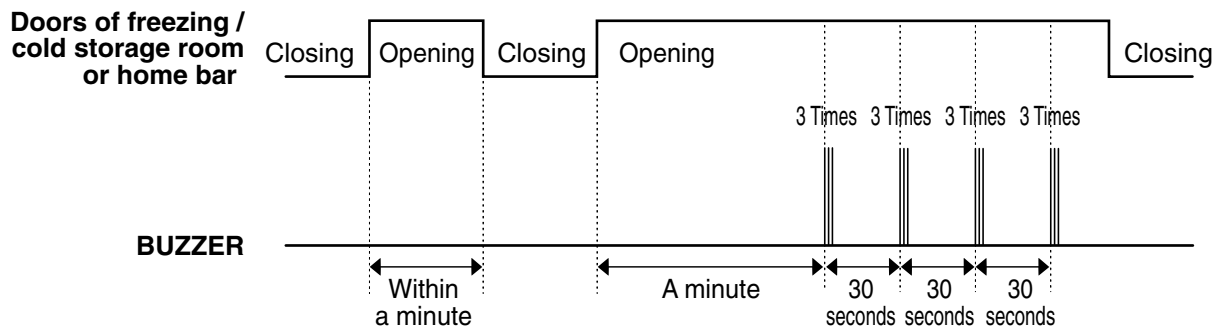 Doors of freezing /
cold storage room
or home bar
Closing Opening Closing Opening Closing
3 Times 3 Times 3 Times 3 Times
BUZZER
Within
a minute
A minute
30
seconds
30
seconds
30
seconds